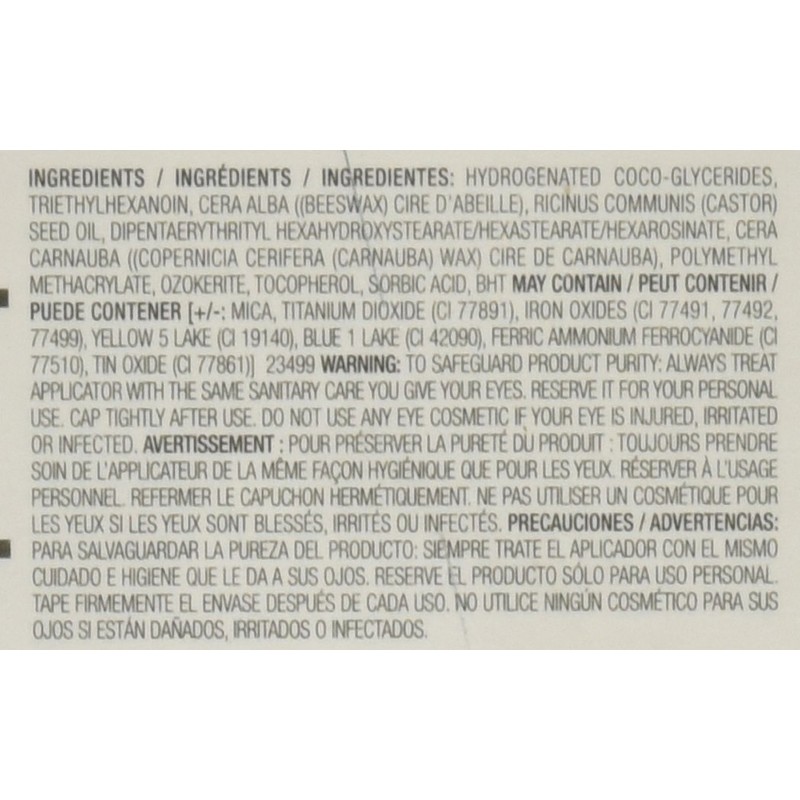 INGREDIENTS / INGRÉDIENTS / INGREDIENTES: HYDROGENATED COCO-GLYCERIDES,
TRIETHYLHEXANOIN, CERA ALBA ((BEESWAX) CIRE D'ABEILLE), RICINUS COMMUNIS (CASTOR)
SEED OIL, DIPENTAERYTHRITYL HEXAHYDROXYSTEARATE/HEXASTEARATE/HEXAROSINATE, CERA
CARNAUBA ((COPERNICIA CERIFERA (CARNAUBA) WAX) CIRE DE CARNAUBA), POLYMETHYL
METHACRYLATE, OZOKERITE, TOCOPHEROL, SORBIC ACID, BHT MAY CONTAIN / PEUT CONTENIR /
PUEDE CONTENER [+/-: MICA, TITANIUM DIOXIDE (CI 77891), IRON OXIDES (CI 77491, 77492,
77499), YELLOW 5 LAKE (CI 19140), BLUE 1 LAKE (CI 42090), FERRIC AMMONIUM FERROCYANIDE (CI
77510), TIN OXIDE (CI 77861)] 23499 WARNING: TO SAFEGUARD PRODUCT PURITY: ALWAYS TREAT
APPLICATOR WITH THE SAME SANITARY CARE YOU GIVE YOUR EYES. RESERVE IT FOR YOUR PERSONAL
USE. CAP TIGHTLY AFTER USE. DO NOT USE ANY EYE COSMETIC IF YOUR EYE IS INJURED, IRRITATED
OR INFECTED. AVERTISSEMENT : POUR PRÉSERVER LA PURETÉ DU PRODUIT : TOUJOURS PRENDRE
SOIN DE L'APPLICATEUR DE LA MÊME FAÇON HYGIÉNIQUE QUE POUR LES YEUX. RÉSERVER À L'USAGE
PERSONNEL. REFERMER LE CAPUCHON HERMÉTIQUEMENT. NE PAS UTILISER UN COSMÉTIQUE POUR
LES YEUX SI LES YEUX SONT BLESSÉS, IRRITÉS OU INFECTÉS. PRECAUCIONES / ADVERTENCIAS:
PARA SALVAGUARDAR LA PUREZA DEL PRODUCTO: SIEMPRE TRATE EL APLICADOR CON EL MISMO
CUIDADO E HIGIENE QUE LE DA A SUS OJOS. RESERVE EL PRODUCTO SÓLO PARA USO PERSONAL.
TAPE FIRMEMENTE EL ENVASE DESPUÉS DE CADA USO. NO UTILICE NINGÚN COSMÉTICO PARA SUS
OJOS SI ESTÁN DAÑADOS, IRRITADOS O INFECTADOS.